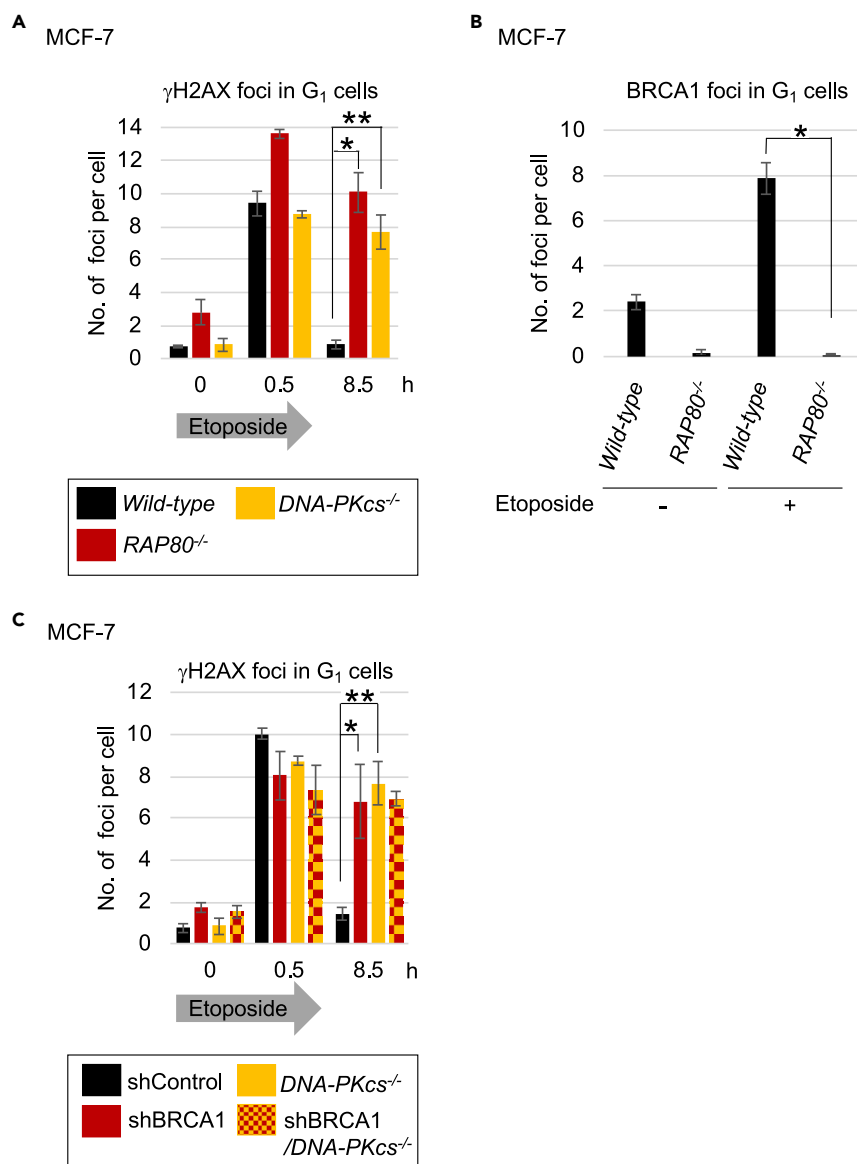 A
MCF-7
γH2AX foci in G1 cells
No. of foci per cell
14
12
10
8
6
4
2
0
**
*
0 0.5 8.5 h
Etoposide
Wild-type DNA-PKcs-/-
RAP80-/-
B
MCF-7
BRCA1 foci in G1 cells
No. of foci per cell
10
8
6
4
2
0
*
Wild-type RAP80-/- Wild-type RAP80-/-
Etoposide - +
C
MCF-7
γH2AX foci in G1 cells
No. of foci per cell
12
10
8
6
4
2
0
**
*
0 0.5 8.5 h
Etoposide
shControl DNA-PKcs-/-
shBRCA1 shBRCA1
/DNA-PKcs-/-